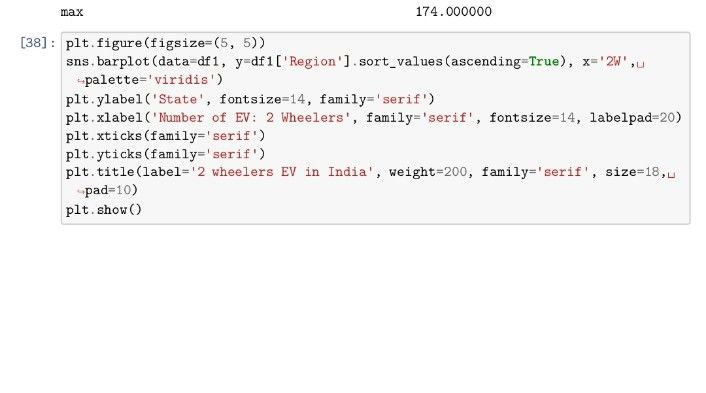 max 174.000000
[38]: plt.figure(figsize=(5, 5))
sns.barplot(data=df1, y=df1['Region'].sort_values(ascending=True), x='2W',␣
↪palette='viridis')
plt.ylabel('State', fontsize=14, family='serif')
plt.xlabel('Number of EV: 2 Wheelers', family='serif', fontsize=14, labelpad=20)
plt.xticks(family='serif')
plt.yticks(family='serif')
plt.title(label='2 wheelers EV in India', weight=200, family='serif', size=18,␣
↪pad=10)
plt.show()